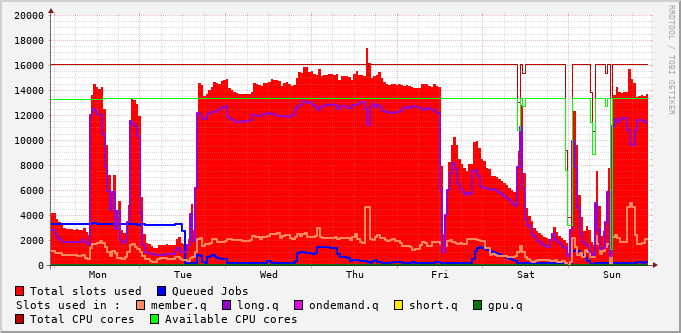 20000
18000
16000
14000
12000
10000
8000
6000
4000
2000
0
Mon Tue Wed Thu Fri Sat Sun
RRDTOOL / TOBI OETIKER
Total slots used Queued Jobs
Slots used in : member.q long.q ondemand.q short.q gpu.q
Total CPU cores Available CPU cores